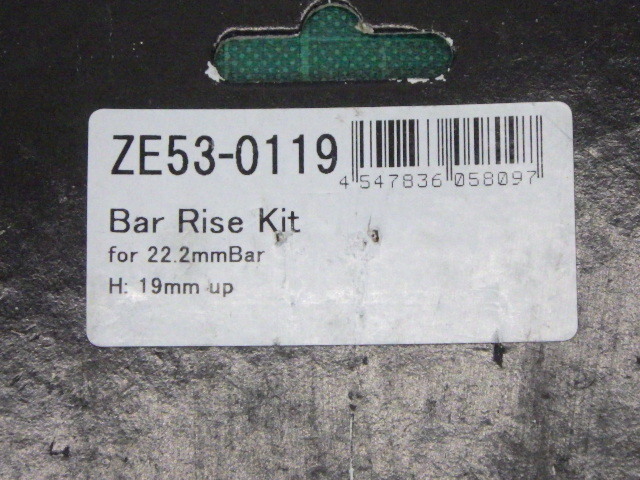 ZE53-0119
4 547836 058097
Bar Rise Kit
for 22.2mmBar
H: 19mm up